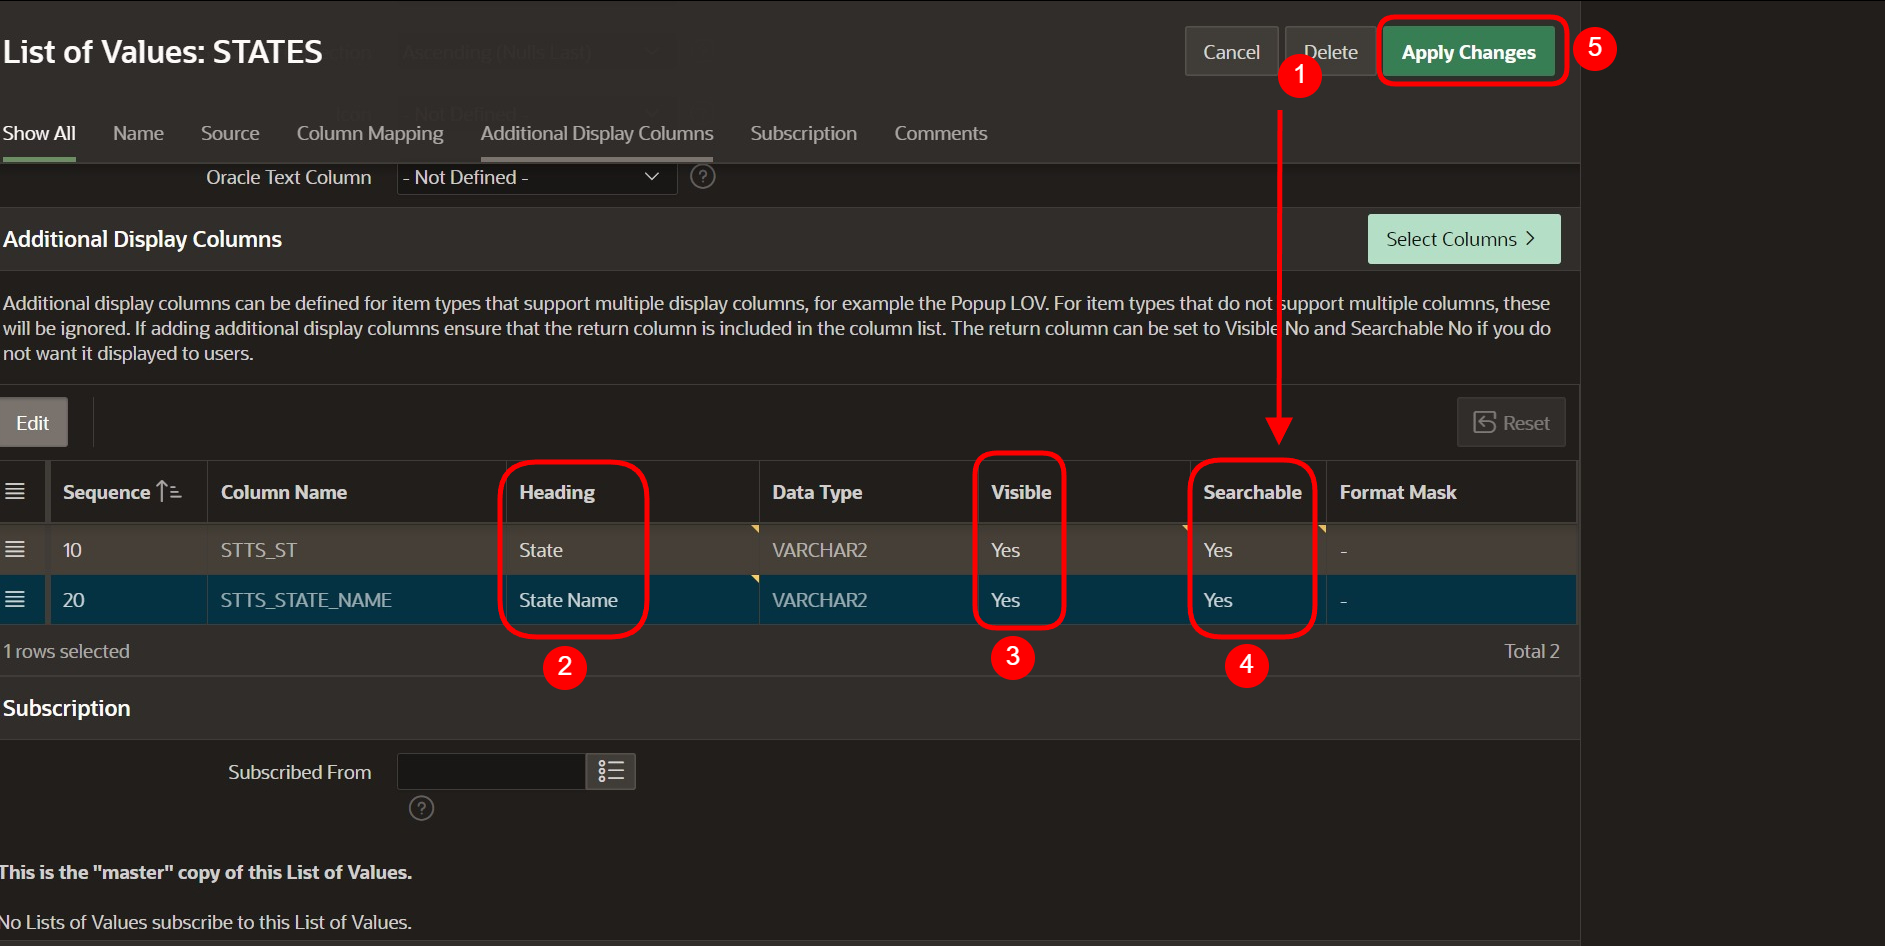 List of Values: STATES
Ascending (Nulls Last)
Cancel
Delete
Apply Changes
5
1
Not Defined
Show All
Name
Source
Column Mapping
Additional Display Columns
Subscription
Comments
Oracle Text Column
- Not Defined -
?
Additional Display Columns
Select Columns >
Additional display columns can be defined for item types that support multiple display columns, for example the Popup LOV. For item types that do not support multiple columns, these
will be ignored. If adding additional display columns ensure that the return column is included in the column list. The return column can be set to Visible No and Searchable No if you do
not want it displayed to users.
Edit
Reset
Sequence
Column Name
Heading
Data Type
Visible
Searchable
Format Mask
10
STTS_ST
State
VARCHAR2
Yes
Yes
-
20
STTS_STATE_NAME
State Name
VARCHAR2
Yes
Yes
-
1 rows selected
Total 2
2
3
4
Subscription
Subscribed From
?
This is the "master" copy of this List of Values.
No Lists of Values subscribe to this List of Values.